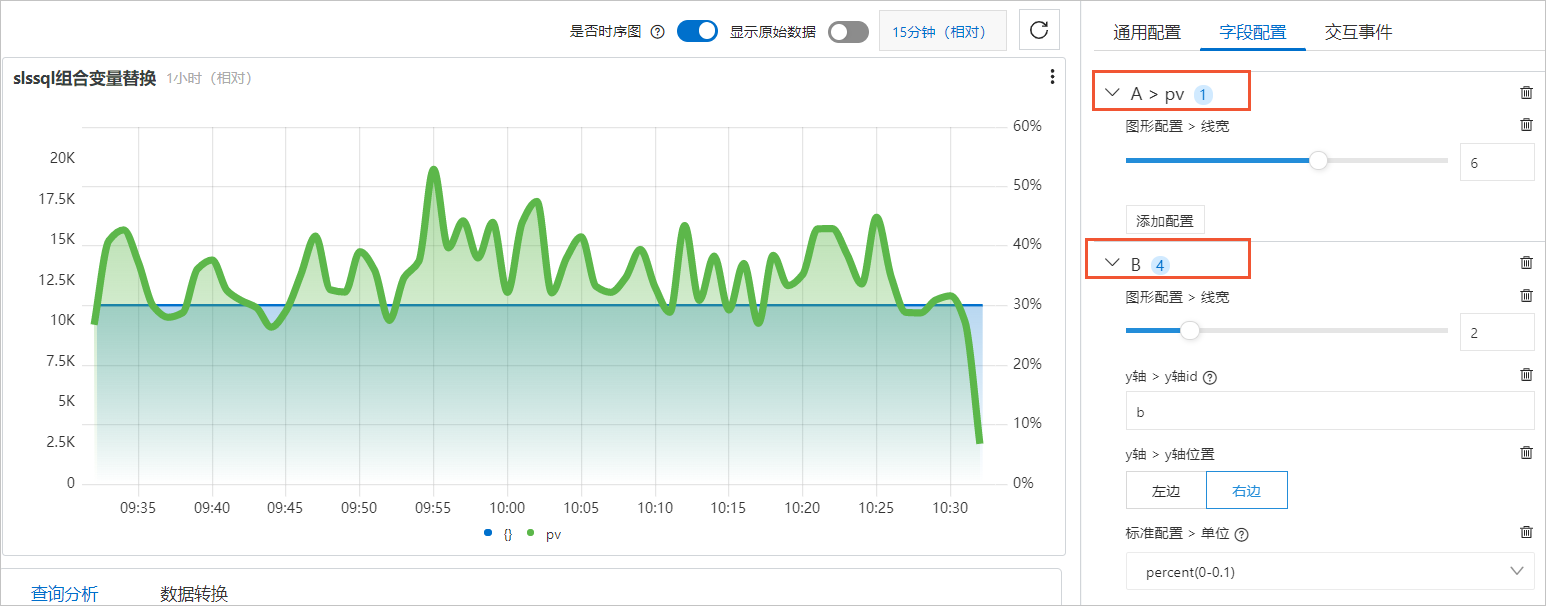 是否时序图 显示原始数据 15分钟（相对）
slssql组合变量替换 1小时（相对）
60%
50%
40%
30%
20%
10%
0%
20K
17.5K
15K
12.5K
10K
7.5K
5K
2.5K
0
09:35 09:40 09:45 09:50 09:55 10:00 10:05 10:10 10:15 10:20 10:25 10:30
{} pv
查询分析 数据转换
通用配置 字段配置 交互事件
A > pv 1
图形配置 > 线宽
6
添加配置
B 4
图形配置 > 线宽
2
y轴 > y轴id
b
y轴 > y轴位置
左边 右边
标准配置 > 单位
percent(0-0.1)